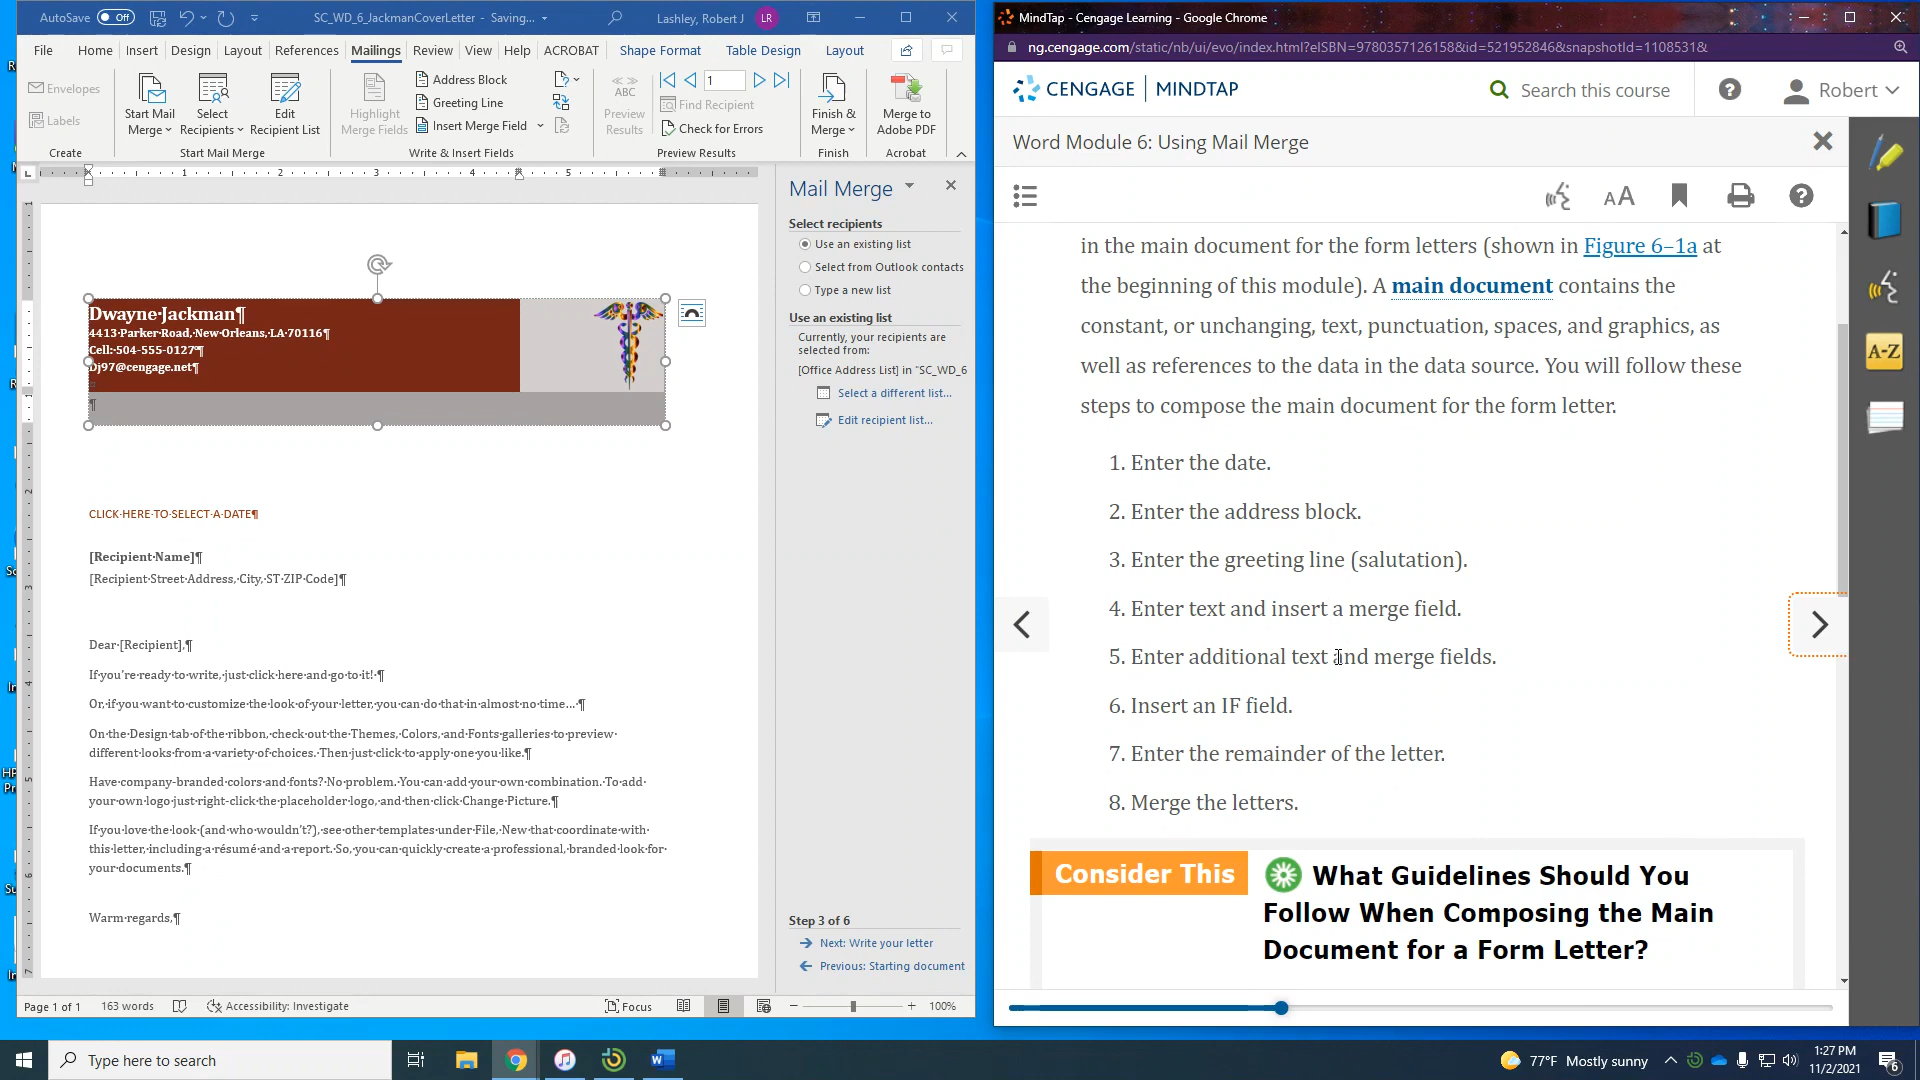 AutoSave Off SC_WD_6_JackmanCoverLetter - Saving... Lashley, Robert J LR
File Home Insert Design Layout References Mailings Review View Help ACROBAT Shape Format Table Design Layout
Envelopes
Labels
Create
Start Mail Merge
Select Recipients
Edit Recipient List
Start Mail Merge
Highlight Merge Fields
Address Block
Greeting Line
Insert Merge Field
Write & Insert Fields
ABC
Preview Results
1
Find Recipient
Check for Errors
Preview Results
Finish & Merge
Finish
Merge to Adobe PDF
Acrobat
L
1 2 3 4 5
Dwayne·Jackman¶
4413·Parker·Road,·New·Orleans,·LA·70116¶
Cell:·504-555-0127¶
Dj97@cengage.net¶
¶
CLICK·HERE·TO·SELECT·A·DATE¶
[Recipient·Name]¶
[Recipient·Street·Address,·City,·ST·ZIP·Code]¶
Dear·[Recipient],¶
If·you're·ready·to·write,·just·click·here·and·go·to·it!·¶
Or,·if·you·want·to·customize·the·look·of·your·letter,·you·can·do·that·in·almost·no·time…·¶
On·the·Design·tab·of·the·ribbon,·check·out·the·Themes,·Colors,·and·Fonts·galleries·to·preview·
different·looks·from·a·variety·of·choices.·Then·just·click·to·apply·one·you·like.¶
Have·company-branded·colors·and·fonts?·No·problem.·You·can·add·your·own·combination.·To·add·
your·own·logo·just·right-click·the·placeholder·logo,·and·then·click·Change·Picture.¶
If·you·love·the·look·(and·who·wouldn't?),·see·other·templates·under·File,·New·that·coordinate·with·
this·letter,·including·a·résumé·and·a·report.·So,·you·can·quickly·create·a·professional,·branded·look·for·
your·documents.¶
Warm·regards,¶
Mail Merge
Select recipients
Use an existing list
Select from Outlook contacts
Type a new list
Use an existing list
Currently, your recipients are
selected from:
[Office Address List] in "SC_WD_6
Select a different list...
Edit recipient list...
Step 3 of 6
Next: Write your letter
Previous: Starting document
Page 1 of 1 163 words Accessibility: Investigate Focus 100%
MindTap - Cengage Learning - Google Chrome
ng.cengage.com/static/nb/ui/evo/index.html?eISBN=9780357126158&id=521952846&snapshotId=1108531&
CENGAGE MINDTAP Search this course Robert
Word Module 6: Using Mail Merge
AA
A-Z
in the main document for the form letters (shown in Figure 6–1a at
the beginning of this module). A main document contains the
constant, or unchanging, text, punctuation, spaces, and graphics, as
well as references to the data in the data source. You will follow these
steps to compose the main document for the form letter.
1. Enter the date.
2. Enter the address block.
3. Enter the greeting line (salutation).
4. Enter text and insert a merge field.
5. Enter additional text and merge fields.
6. Insert an IF field.
7. Enter the remainder of the letter.
8. Merge the letters.
Consider This What Guidelines Should You
Follow When Composing the Main
Document for a Form Letter?
Type here to search
77°F Mostly sunny
1:27 PM
11/2/2021
6